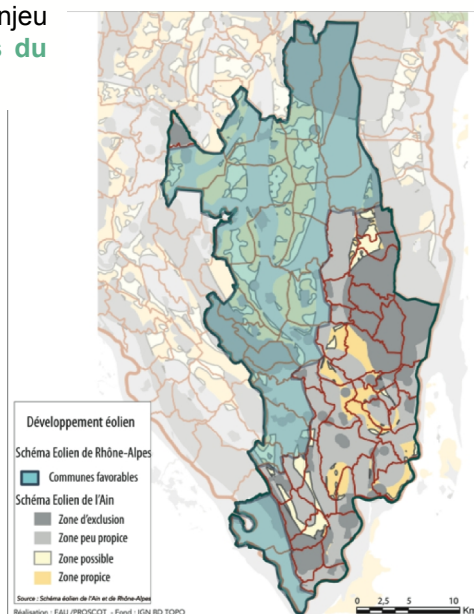 njeu
s du
Développement éolien
Schéma Eolien de Rhône-Alpes
Communes favorables
Schéma Eolien de l'Ain
Zone d'exclusion
Zone peu propice
Zone possible
Zone propice
Source : Schéma éolien de l'Ain et de Rhône-Alpes
Réalisation : EAU /PROSCOT - Fond : IGN BD TOPO
0 2,5 5 10
Km